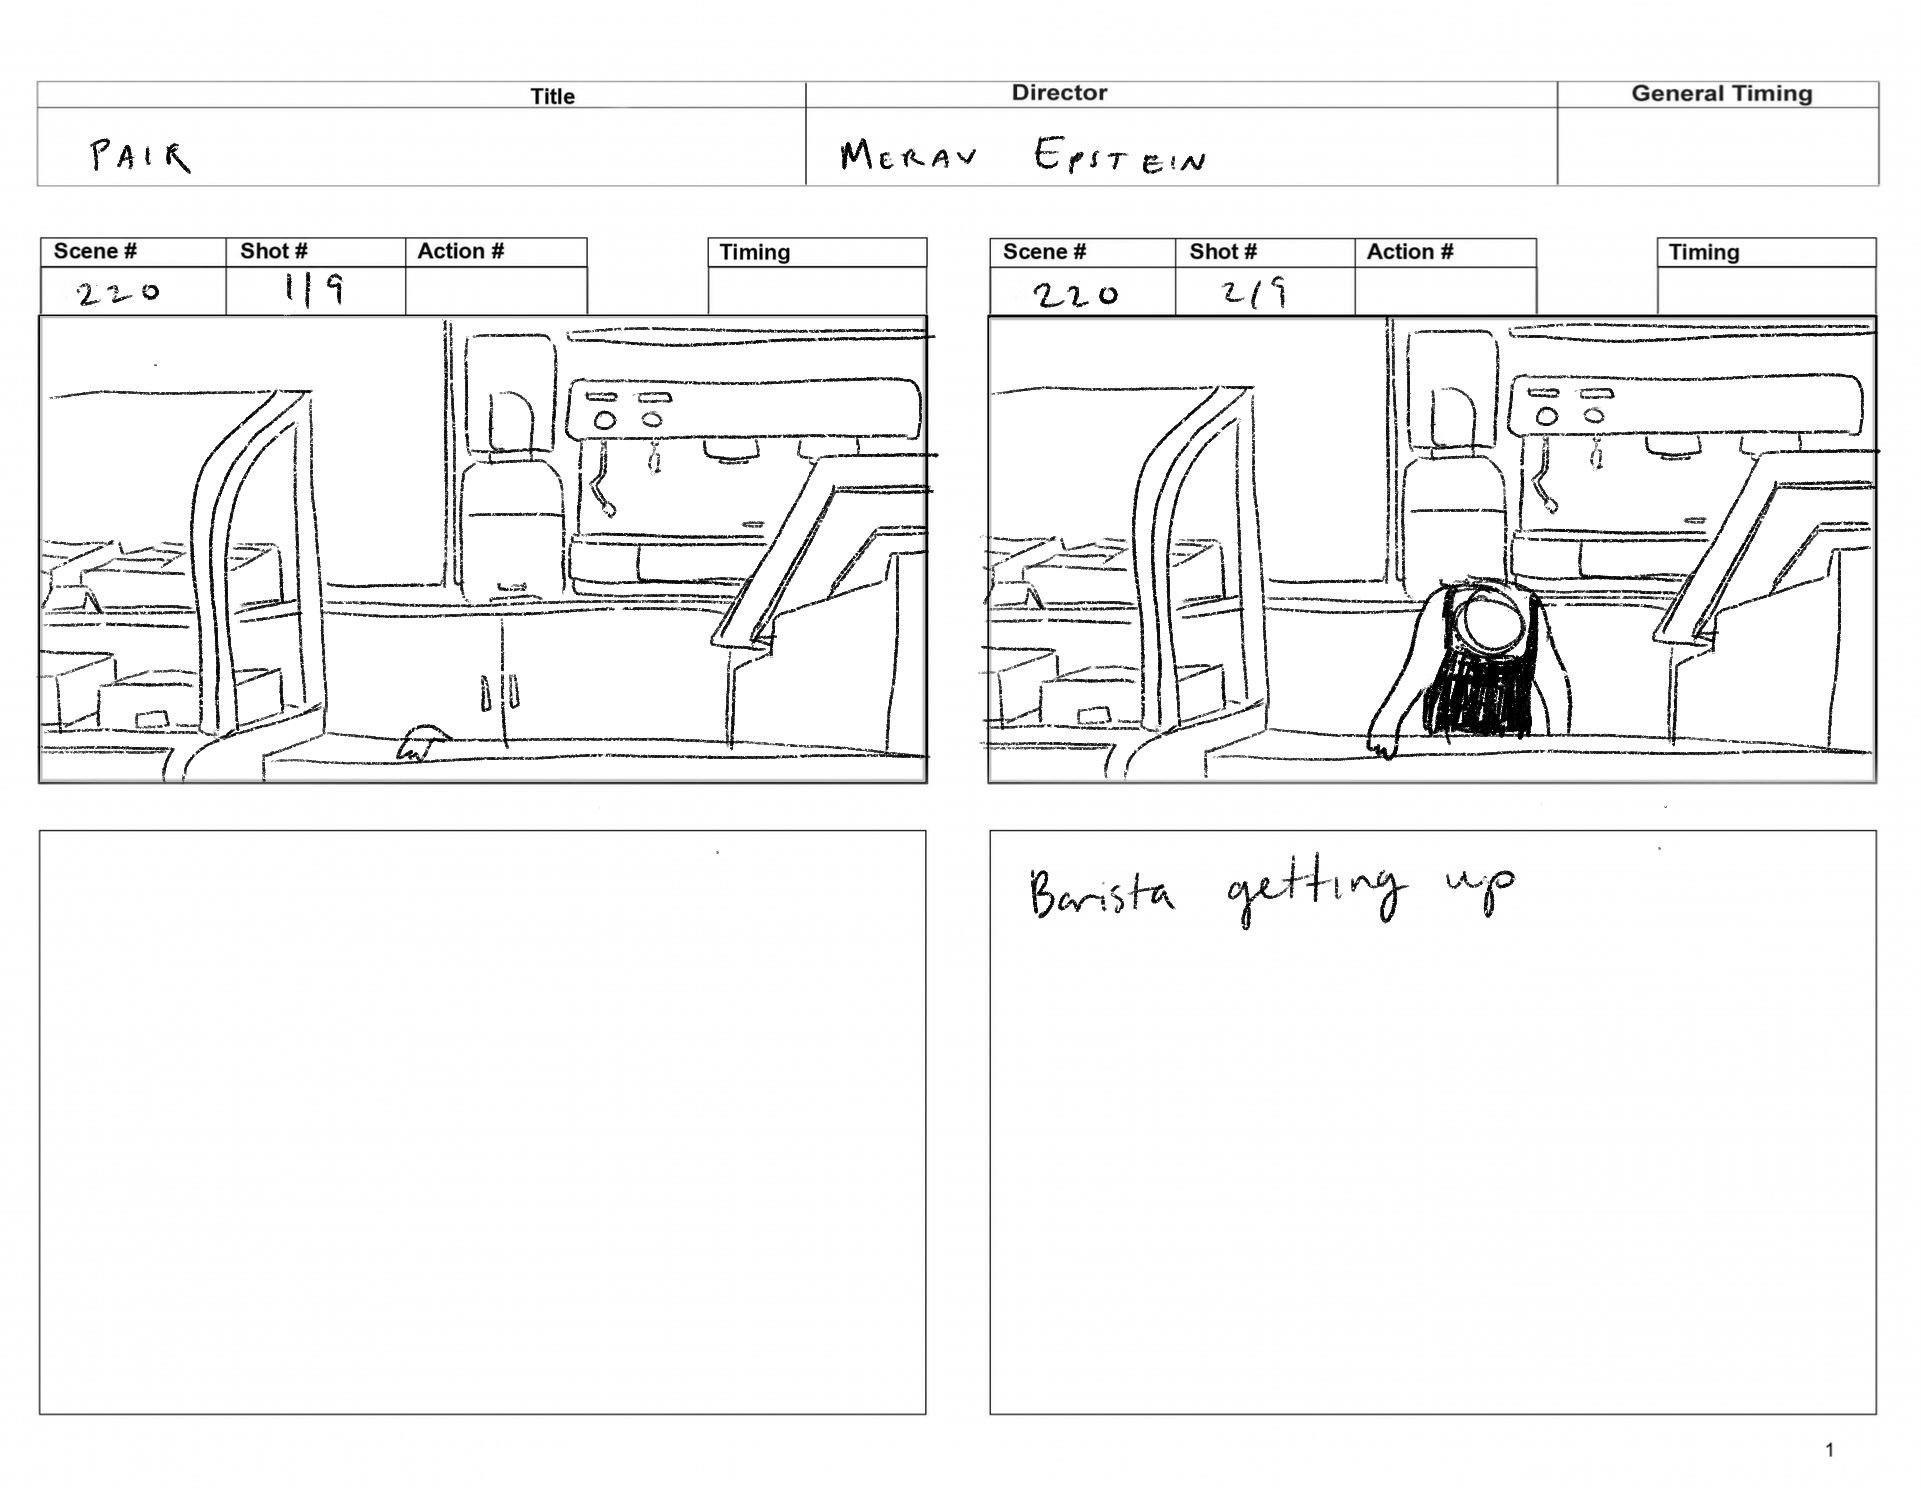 Title
Director
General Timing
PAIR
MERAV EPSTEIN
Scene #
Shot #
Action #
Timing
220
1/9
Scene #
Shot #
Action #
Timing
220
2/9
Barista getting up
1